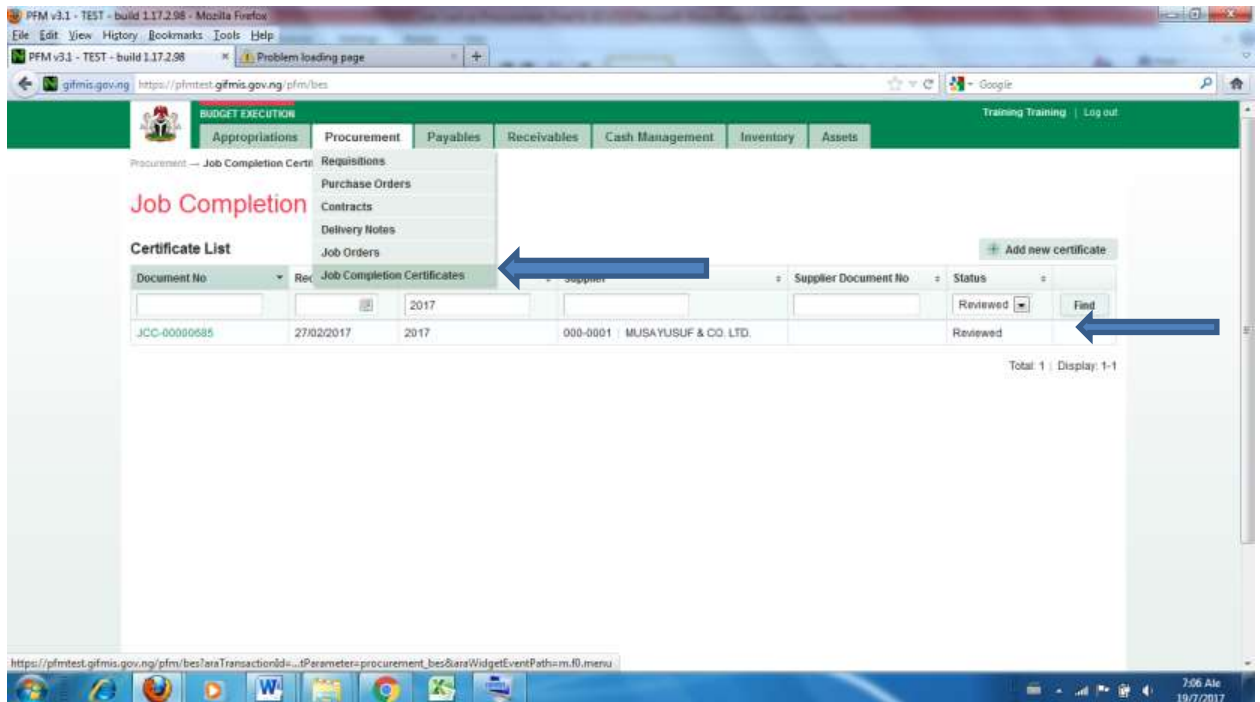 PFM v3.1 - TEST - build 1.17.2.98 - Mozilla Firefox
File Edit View History Bookmarks Tools Help
PFM v3.1 - TEST - build 1.17.2.98 × Problem loading page × +
gifmis.gov.ng https://pfmtest.gifmis.gov.ng/pfm/bes Google
BUDGET EXECUTION Training Training | Log out
Appropriations Procurement Payables Receivables Cash Management Inventory Assets
Procurement — Job Completion Certif
Requisitions
Purchase Orders
Job Completion
Contracts
Delivery Notes
Certificate List
Job Orders
+ Add new certificate
Document No Rec Job Completion Certificates Supplier Supplier Document No Status
2017 Reviewed Find
JCC-00000685 27/02/2017 2017 000-0001 | MUSAYUSUF & CO. LTD. Reviewed
Total: 1 | Display: 1-1
https://pfmtest.gifmis.gov.ng/pfm/bes?araTransactionId=...tParameter=procurement_bes&araWidgetEventPath=m.f0.menu
7:06 Ale
19/7/2017